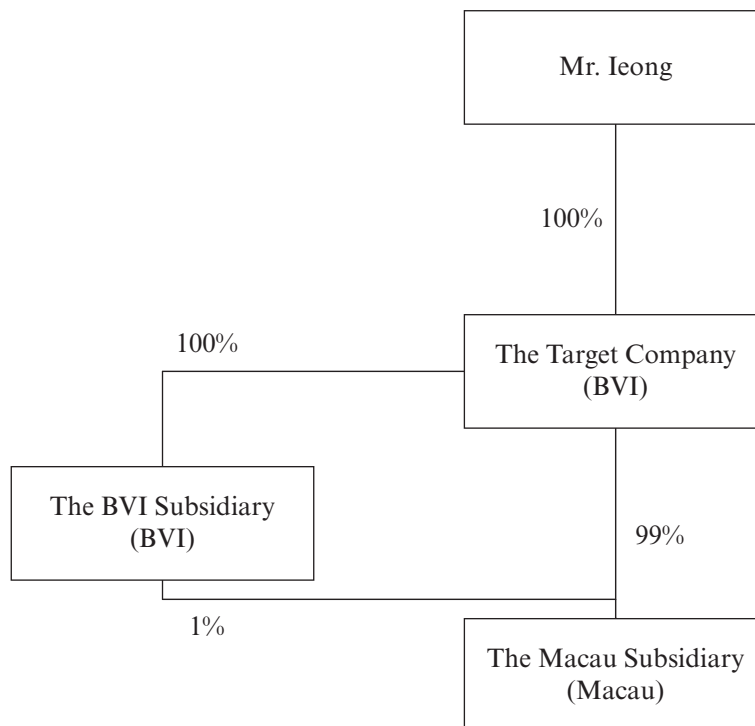 Mr. Ieong
100%
100%
The Target Company
(BVI)
The BVI Subsidiary
(BVI)
99%
1%
The Macau Subsidiary
(Macau)